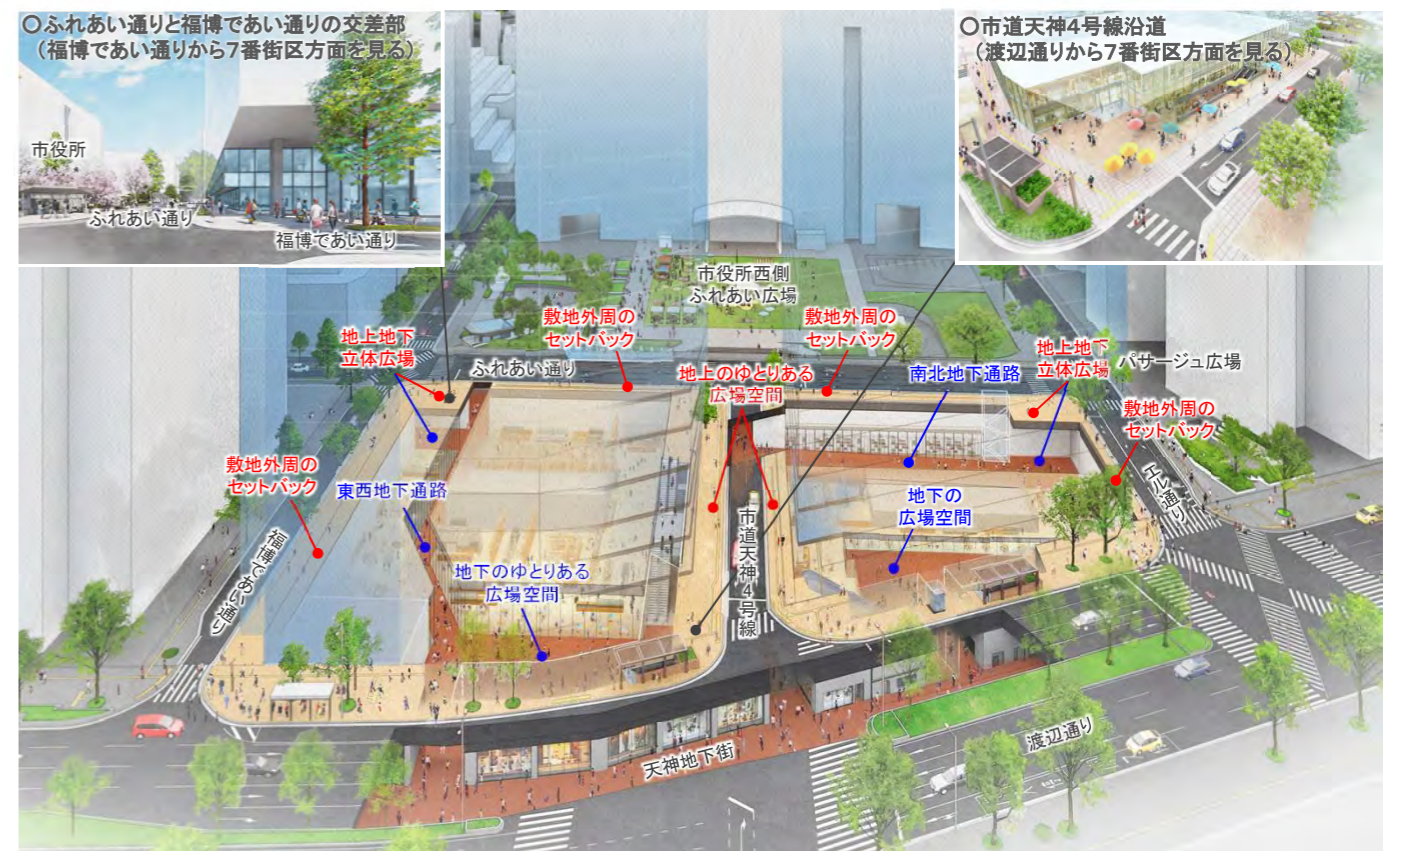 〇ふれあい通りと福博であい通りの交差部
(福博であい通りから7番街区方面を見る)
市役所
ふれあい通り
福博であい通り
〇市道天神4号線沿道
(渡辺通りから7番街区方面を見る)
市役所西側
ふれあい広場
敷地外周の
セットバック
敷地外周の
セットバック
地上地下
立体広場
ふれあい通り
地上のゆとりある
広場空間
南北地下通路
地上地下
立体広場
パサージュ広場
敷地外周の
セットバック
敷地外周の
セットバック
東西地下通路
地下の
広場空間
エル通り
福博であい通り
地下のゆとりある
広場空間
市道天神4号線
天神地下街
渡辺通り